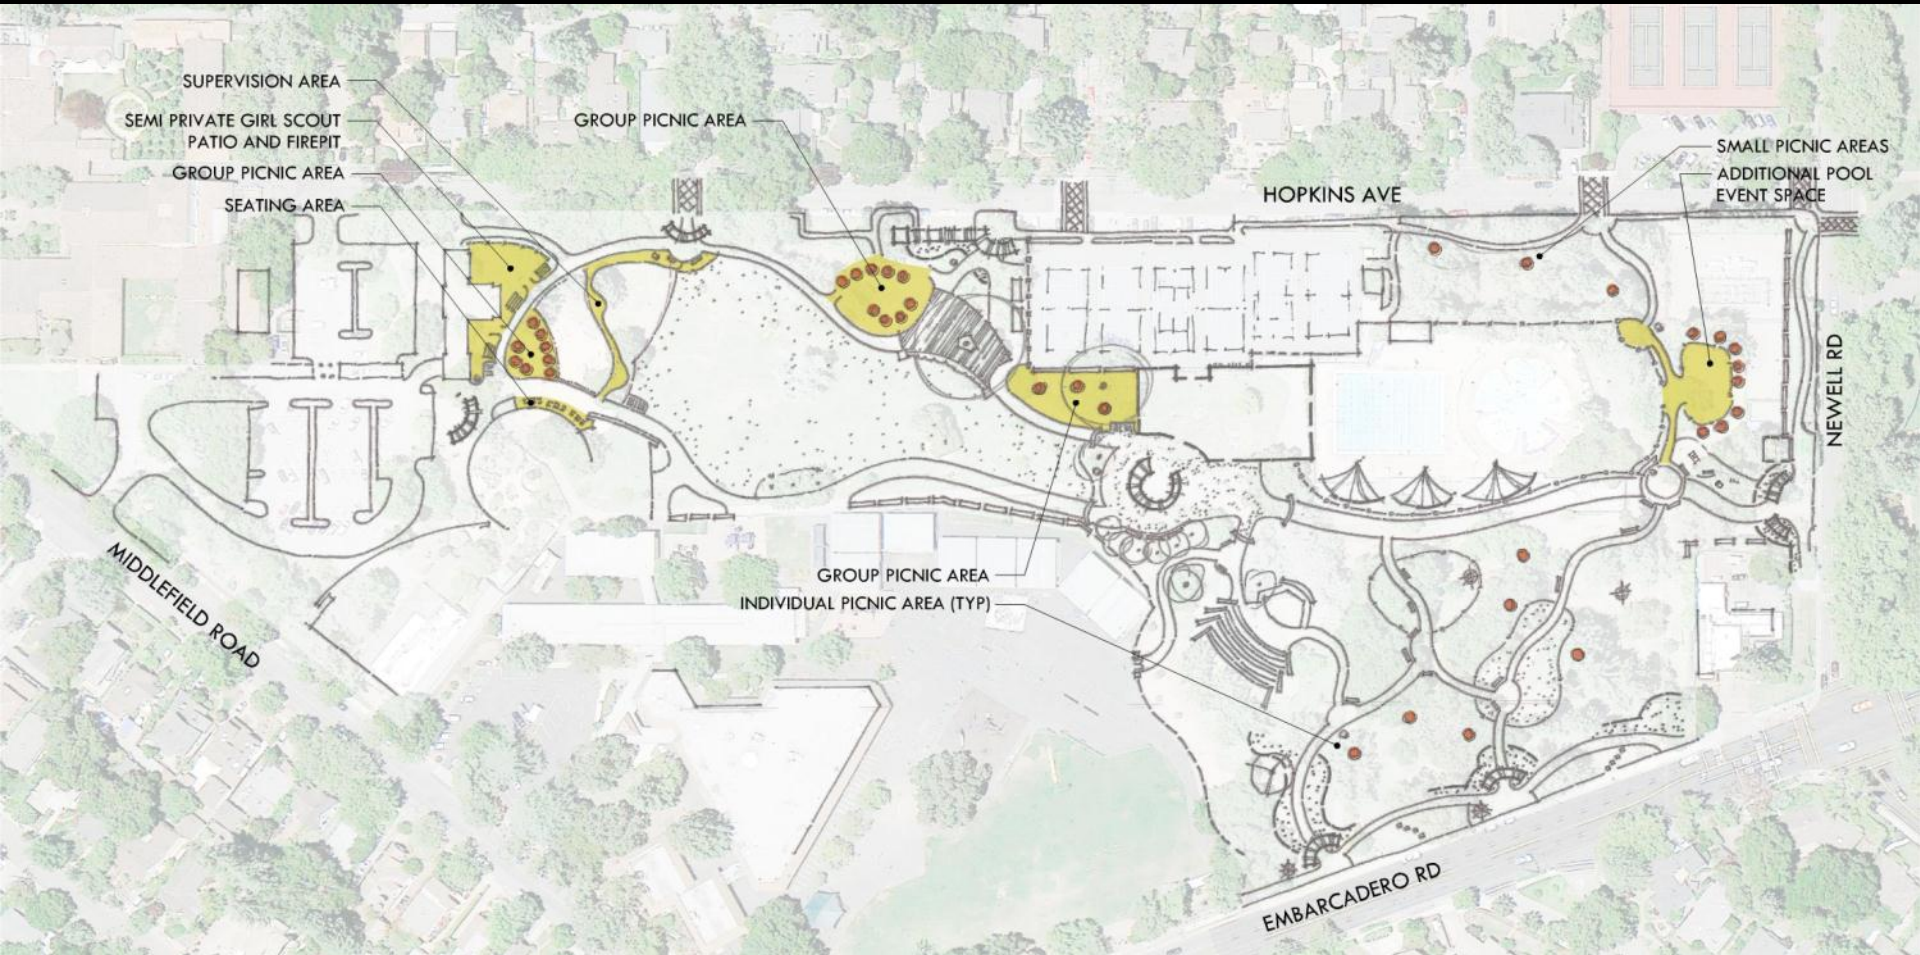 SUPERVISION AREA
SEMI PRIVATE GIRL SCOUT
PATIO AND FIREPIT
GROUP PICNIC AREA
SEATING AREA
GROUP PICNIC AREA
HOPKINS AVE
SMALL PICNIC AREAS
ADDITIONAL POOL
EVENT SPACE
NEWELL RD
GROUP PICNIC AREA
INDIVIDUAL PICNIC AREA (TYP)
MIDDLEFIELD ROAD
EMBARCADERO RD